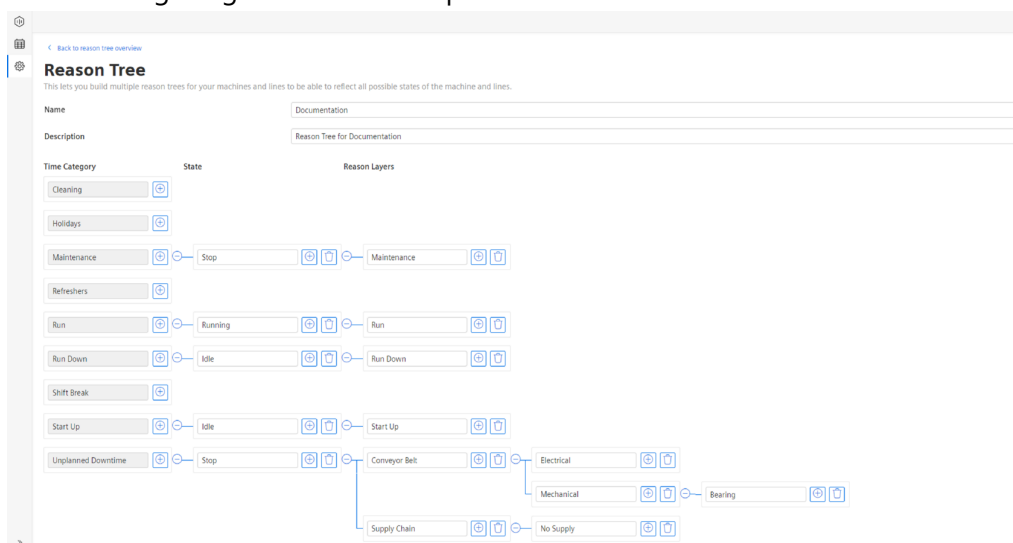 Back to reason tree overview
Reason Tree
This lets you build multiple reason trees for your machines and lines to be able to reflect all possible states of the machine and lines.
Name Documentation
Description Reason Tree for Documentation
Time Category State Reason Layers
Cleaning
Holidays
Maintenance Stop Maintenance
Refreshers
Run Running Run
Run Down Idle Run Down
Shift Break
Start Up Idle Start Up
Unplanned Downtime Stop Conveyor Belt Electrical
Mechanical Bearing
Supply Chain No Supply